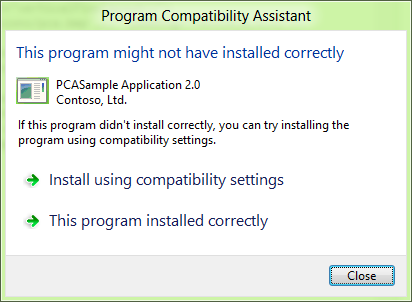 Program Compatibility Assistant
This program might not have installed correctly
PCASample Application 2.0
Contoso, Ltd.
If this program didn't install correctly, you can try installing the
program using compatibility settings.
Install using compatibility settings
This program installed correctly
Close